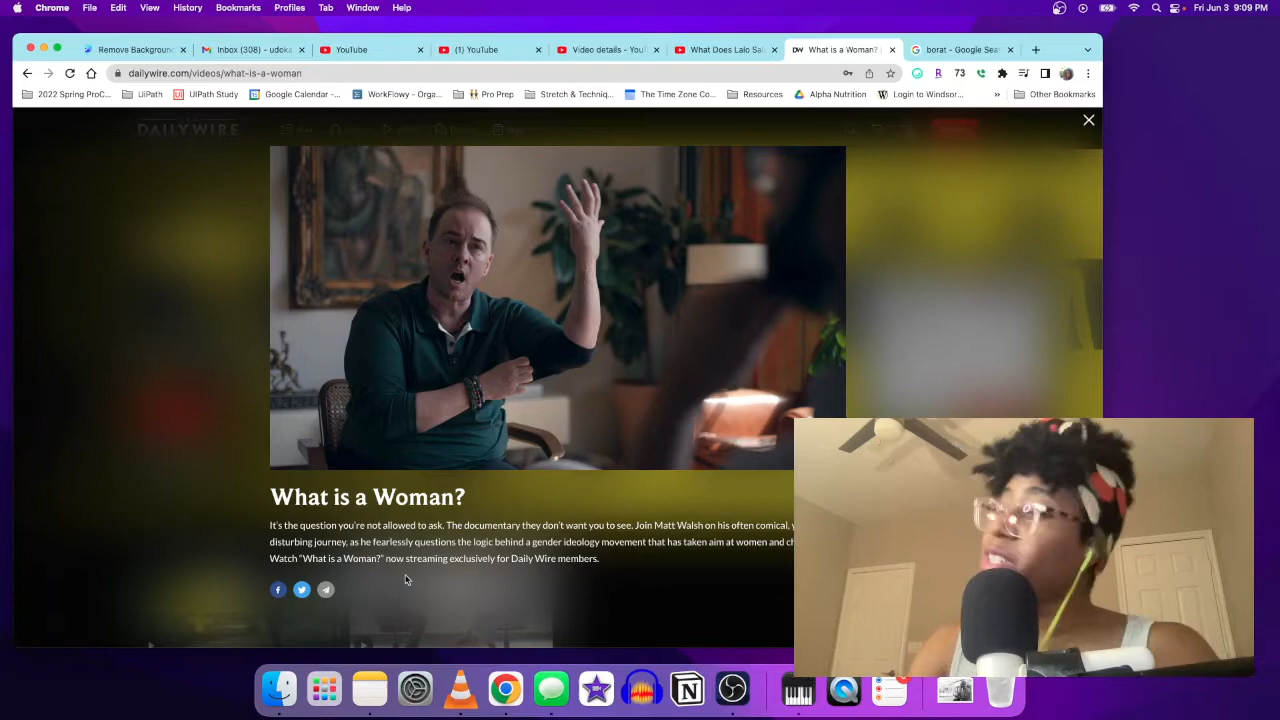 Chrome File Edit View History Bookmarks Profiles Tab Window Help Fri Jun 3 9:09 PM
Remove Backgroun Inbox (308) - udoka YouTube (1) YouTube Video details - You What Does Lalo Sa DW What is a Woman? | borat - Google Sea
dailywire.com/videos/what-is-a-woman R 73
2022 Spring ProC... UiPath UiPath Study Google Calendar -... WorkFlowy - Orga... Pro Prep Stretch & Techniq... The Time Zone Co... Resources Alpha Nutrition Login to Windsor... » Other Bookmarks
DAILYWIRE
What is a Woman?
It's the question you're not allowed to ask. The documentary they don't want you to see. Join Matt Walsh on his often comical,
disturbing journey, as he fearlessly questions the logic behind a gender ideology movement that has taken aim at women and
Watch "What is a Woman?" now streaming exclusively for Daily Wire members.